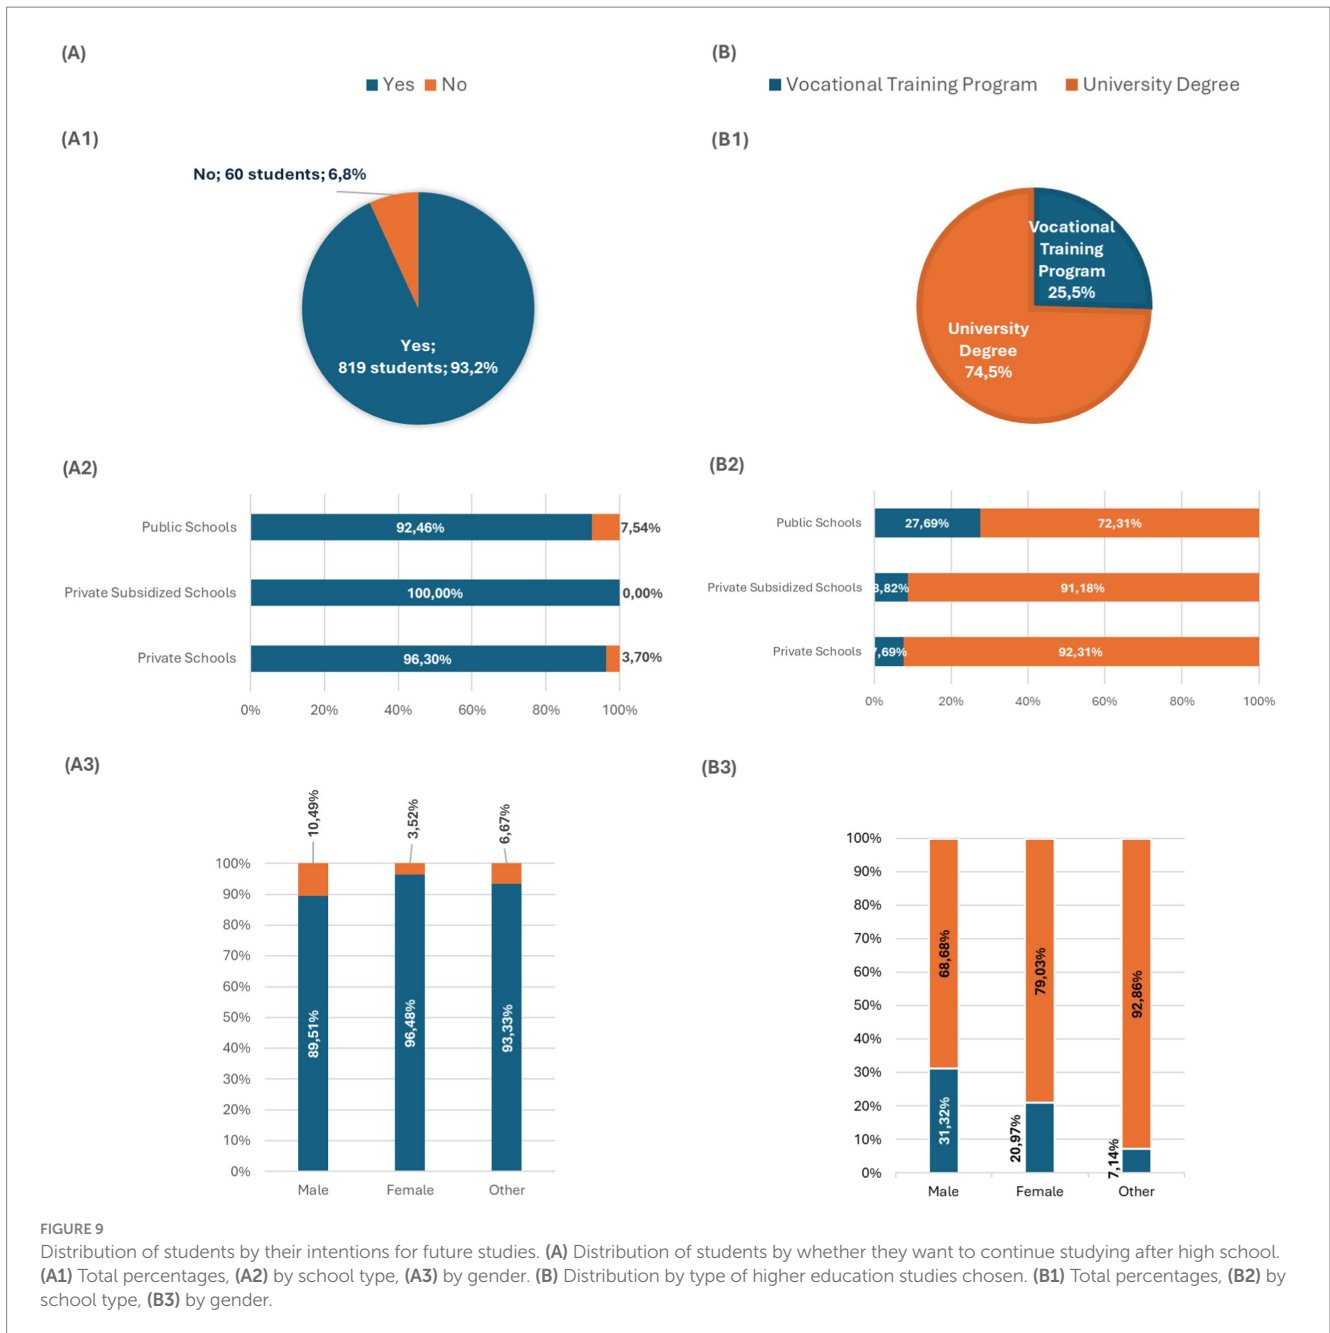 (A)
Yes No
(A1)
No; 60 students; 6,8%
Yes;
819 students; 93,2%
(A2)
Public Schools 92,46% 7,54%
Private Subsidized Schools 100,00% 0,00%
Private Schools 96,30% 3,70%
0% 20% 40% 60% 80% 100%
(A3)
10,49% 3,52% 6,67%
100%
90%
80%
70%
60%
50%
40%
30%
20%
10%
0%
89,51% 96,48% 93,33%
Male Female Other
(B)
Vocational Training Program University Degree
(B1)
Vocational
Training
Program
25,5%
University
Degree
74,5%
(B2)
Public Schools 27,69% 72,31%
Private Subsidized Schools 8,82% 91,18%
Private Schools 7,69% 92,31%
0% 20% 40% 60% 80% 100%
(B3)
100%
90%
80%
70%
60%
50%
40%
30%
20%
10%
0%
68,68% 79,03% 92,86%
31,32% 20,97% 7,14%
Male Female Other
FIGURE 9
Distribution of students by their intentions for future studies. (A) Distribution of students by whether they want to continue studying after high school.
(A1) Total percentages, (A2) by school type, (A3) by gender. (B) Distribution by type of higher education studies chosen. (B1) Total percentages, (B2) by
school type, (B3) by gender.